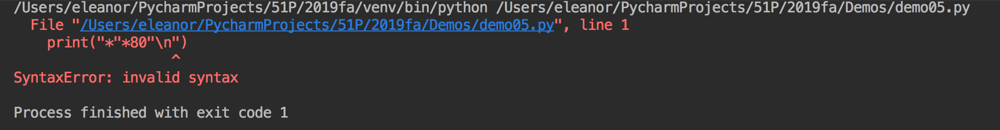 /Users/eleanor/PycharmProjects/51P/2019fa/venv/bin/python /Users/eleanor/PycharmProjects/51P/2019fa/Demos/demo05.py
  File "/Users/eleanor/PycharmProjects/51P/2019fa/Demos/demo05.py", line 1
    print("*"*80"\n")
                   ^
SyntaxError: invalid syntax

Process finished with exit code 1